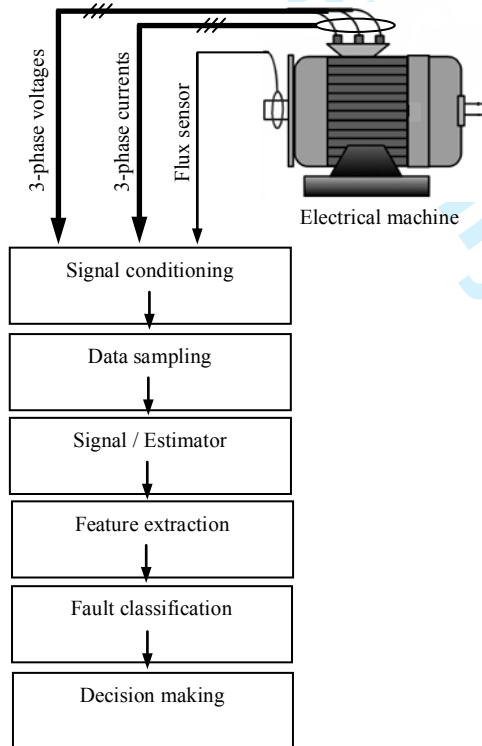 3-phase voltages
3-phase currents
Flux sensor
Electrical machine
Signal conditioning
Data sampling
Signal / Estimator
Feature extraction
Fault classification
Decision making